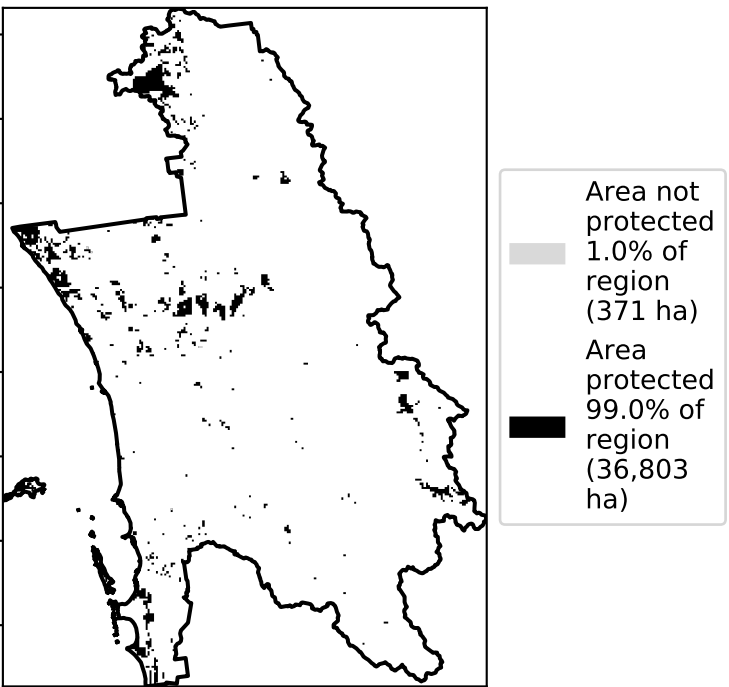 Area not
protected
1.0% of
region
(371 ha)
Area
protected
99.0% of
region
(36,803
ha)